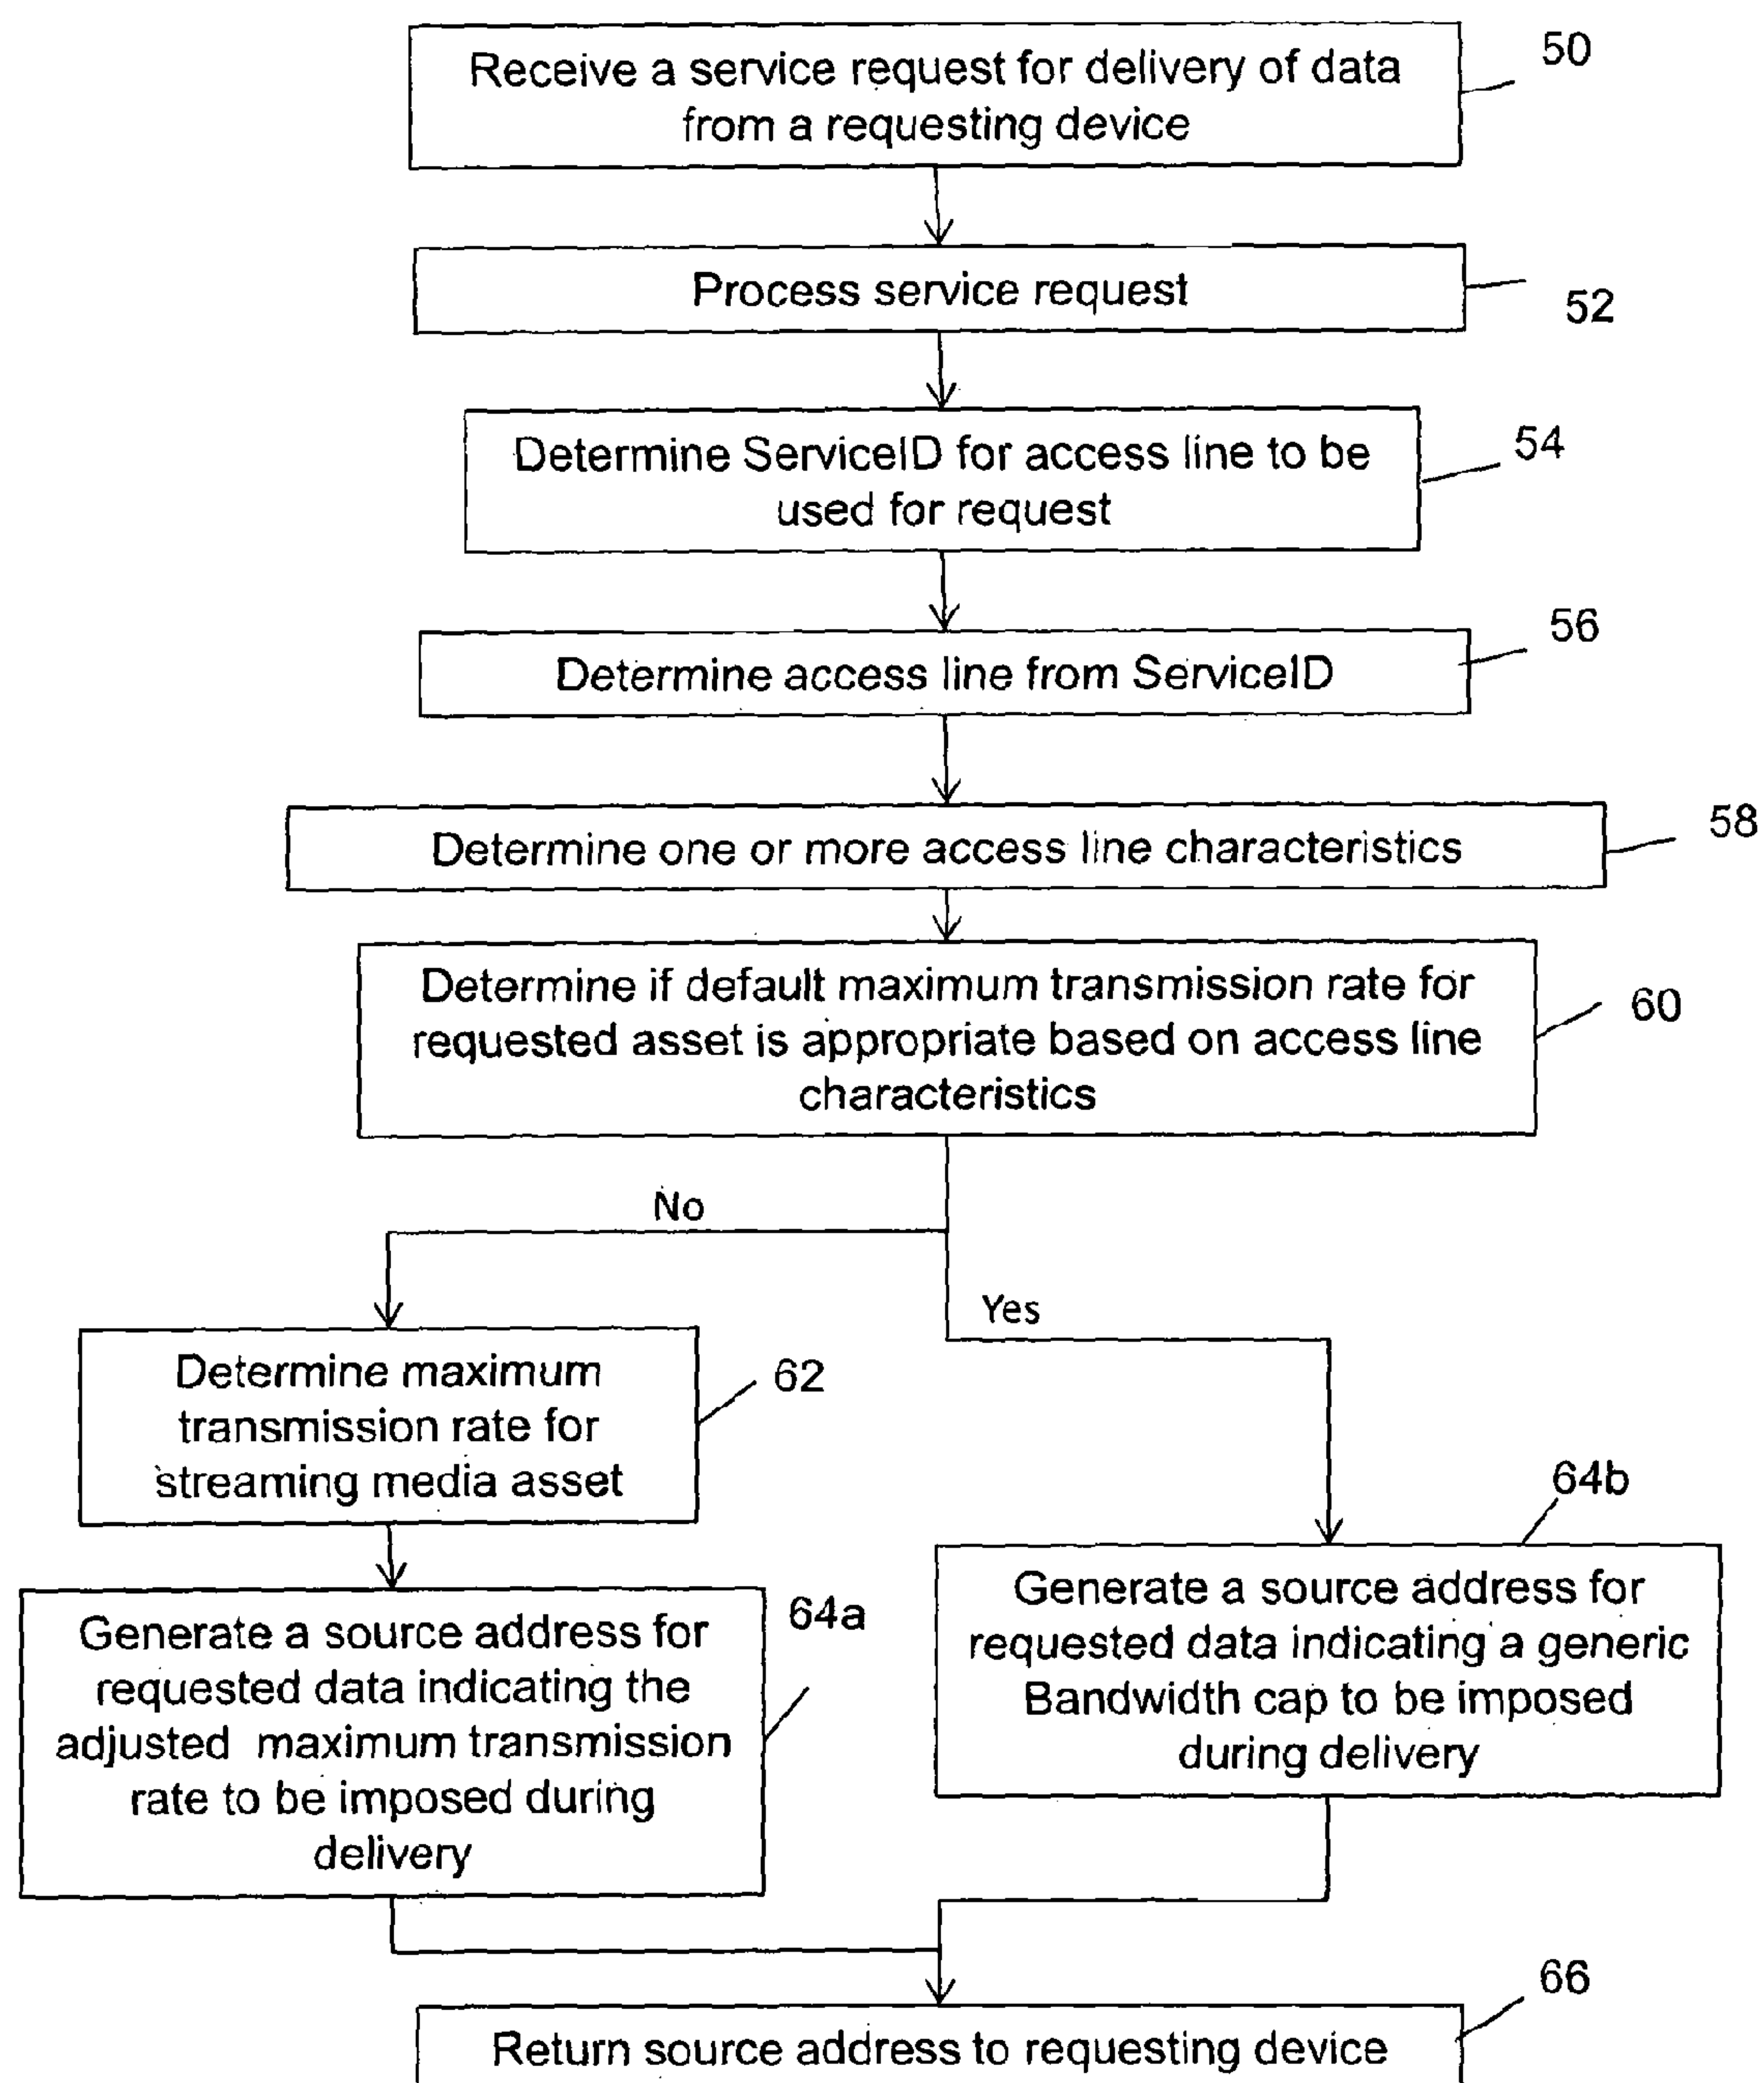 Receive a service request for delivery of data
from a requesting device
50
Process service request
52
Determine ServiceID for access line to be
used for request
54
Determine access line from ServiceID
56
Determine one or more access line characteristics
58
Determine if default maximum transmission rate for
requested asset is appropriate based on access line
characteristics
60
No
Yes
Determine maximum
transmission rate for
streaming media asset
62
Generate a source address for
requested data indicating the
adjusted maximum transmission
rate to be imposed during
delivery
64a
64b
Generate a source address for
requested data indicating a generic
Bandwidth cap to be imposed
during delivery
66
Return source address to requesting device